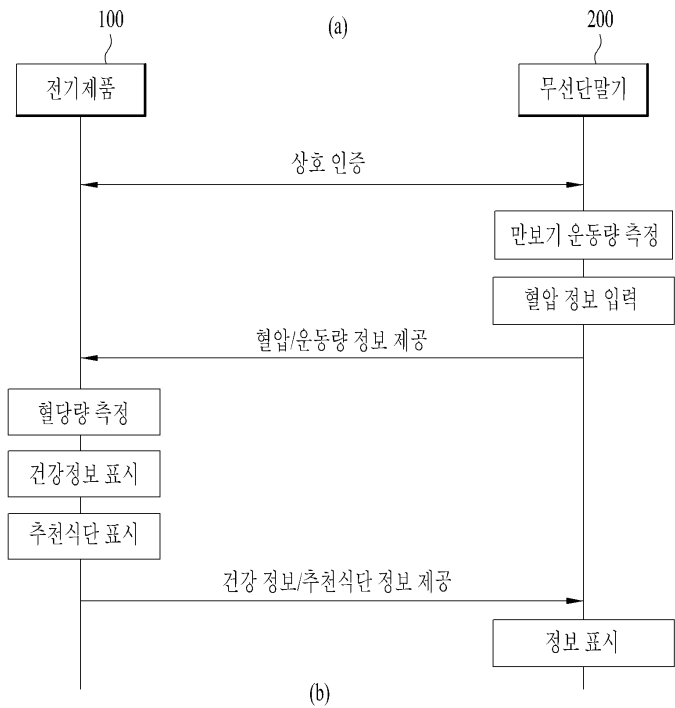 100
(a)
200
전기제품
무선단말기
상호 인증
만보기 운동량 측정
혈압 정보 입력
혈압/운동량 정보 제공
혈당량 측정
건강정보 표시
추천식단 표시
건강 정보/추천식단 정보 제공
정보 표시
(b)